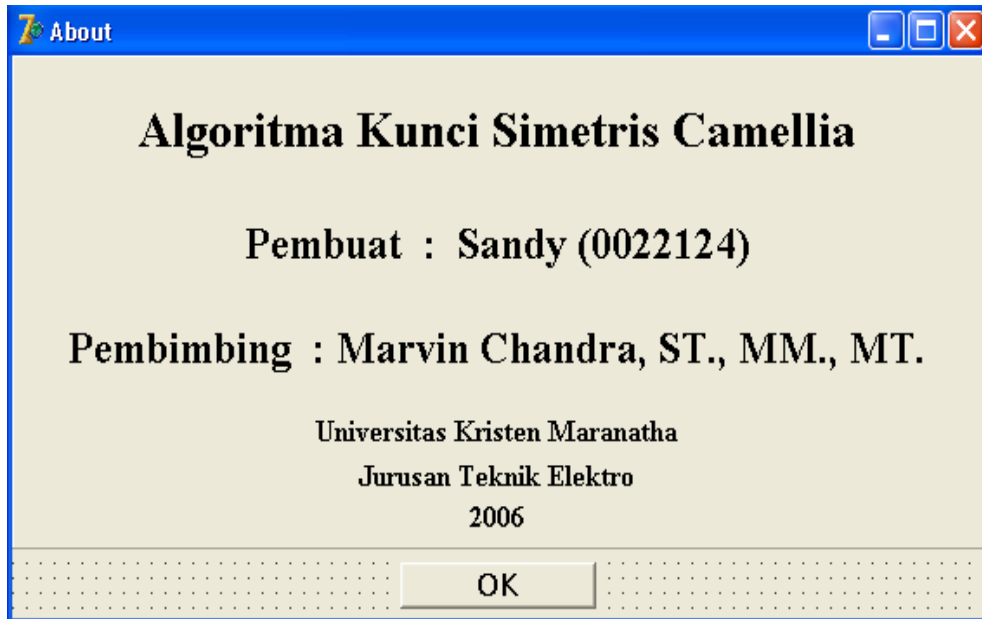 About
Algoritma Kunci Simetris Camellia
Pembuat : Sandy (0022124)
Pembimbing : Marvin Chandra, ST., MM., MT.
Universitas Kristen Maranatha
Jurusan Teknik Elektro
2006
OK